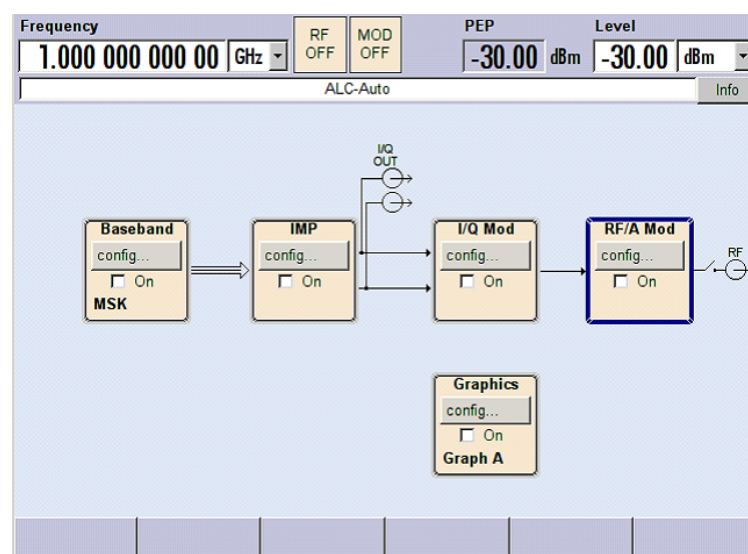 Frequency
1.000 000 000 00 GHz
RF OFF
MOD OFF
PEP
-30.00 dBm
Level
-30.00 dBm
ALC-Auto
Info
I/Q
OUT
Baseband
config...
On
MSK
IMP
config...
On
I/Q Mod
config...
On
RF/A Mod
config...
On
RF
Graphics
config...
On
Graph A